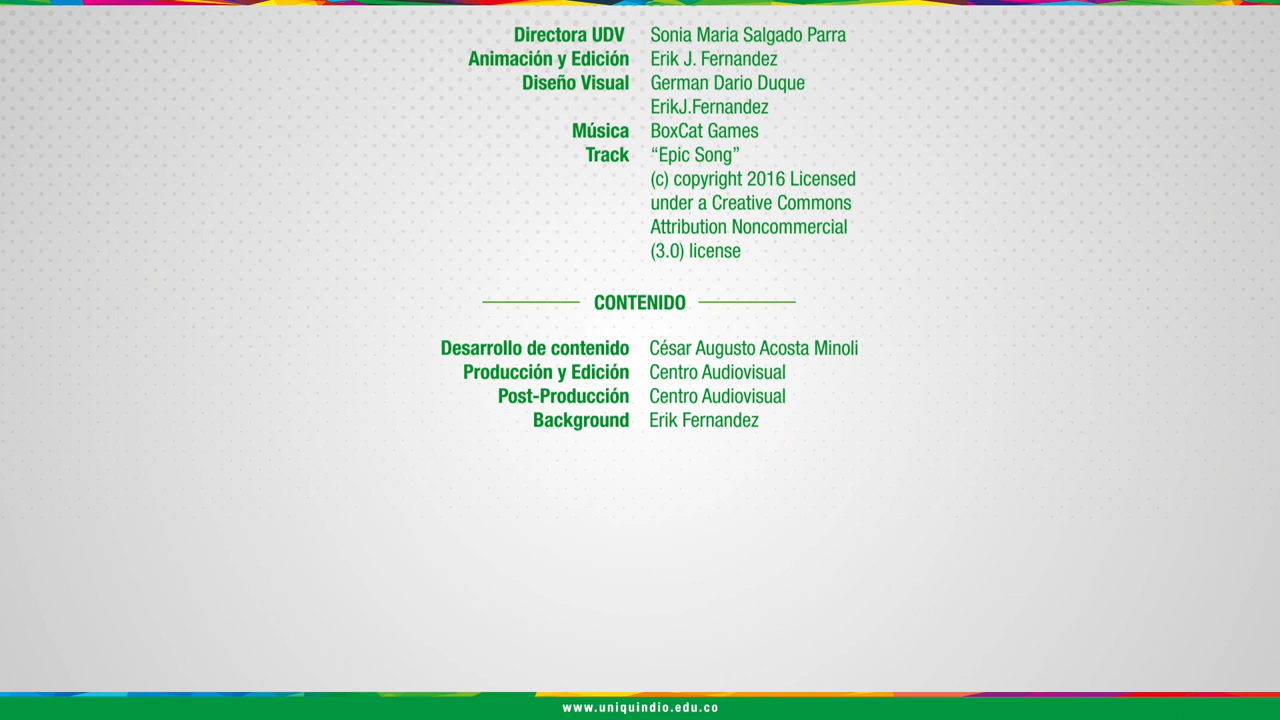 Directora UDV Sonia Maria Salgado Parra
Animación y Edición Erik J. Fernandez
Diseño Visual German Dario Duque
ErikJ.Fernandez
Música BoxCat Games
Track “Epic Song”
(c) copyright 2016 Licensed
under a Creative Commons
Attribution Noncommercial
(3.0) license
CONTENIDO
Desarrollo de contenido César Augusto Acosta Minoli
Producción y Edición Centro Audiovisual
Post-Producción Centro Audiovisual
Background Erik Fernandez
www.uniquindio.edu.co